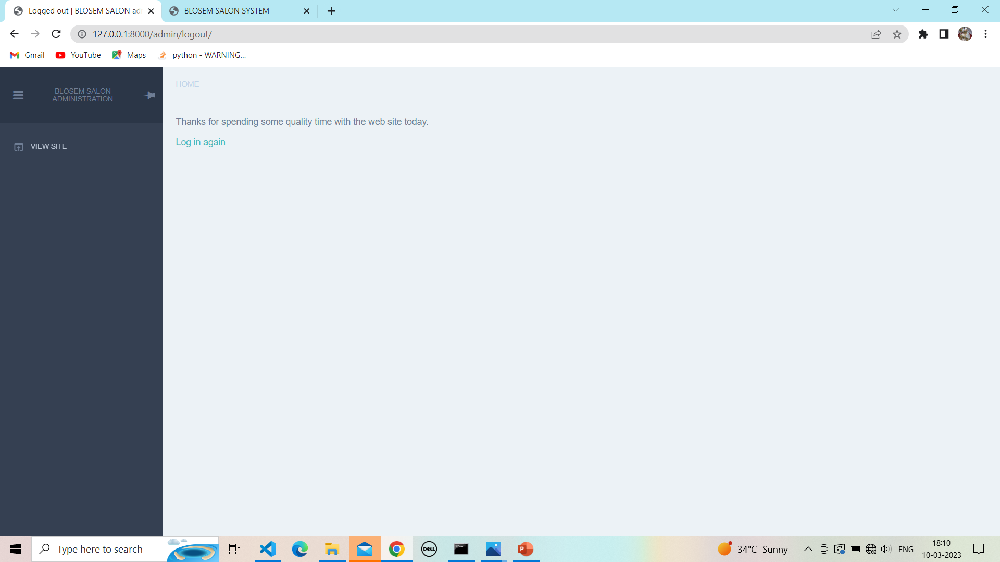 Logged out | BLOSEM SALON
BLOSEM SALON SYSTEM
127.0.0.1:8000/admin/logout/
Gmail
YouTube
Maps
python - WARNING...
BLOSEM SALON
ADMINISTRATION
VIEW SITE
HOME
Thanks for spending some quality time with the web site today.
Log in again
Type here to search
DELL
P
34°C Sunny
ENG
18:10
10-03-2023